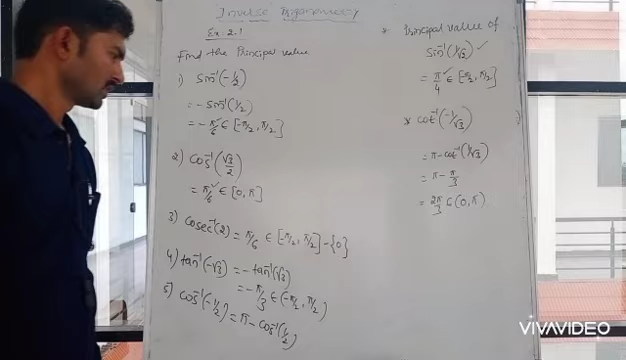 Inverse Trigonometry
Ex 2.1
Find the Principal value
1) Sin⁻¹(-1/2)
= -Sin⁻¹(1/2)
= -π/6 ∈ [-π/2, π/2]
2) Cos⁻¹(√3/2)
= π/6 ∈ [0, π]
3) Cosec⁻¹(2) = π/6 ∈ [-π/2, π/2] - {0}
4) tan⁻¹(-√3) = -tan⁻¹(√3)
= -π/3 ∈ (-π/2, π/2)
5) Cos⁻¹(-1/2) = π - Cos⁻¹(1/2)
* Principal value of
Sin⁻¹(1/√2) ✓
= π/4 ∈ [-π/2, π/2]
* Cot⁻¹(-1/√3)
= π - Cot⁻¹(1/√3)
= π - π/3
= 2π/3 ∈ (0, π)
VIVAVIDEO